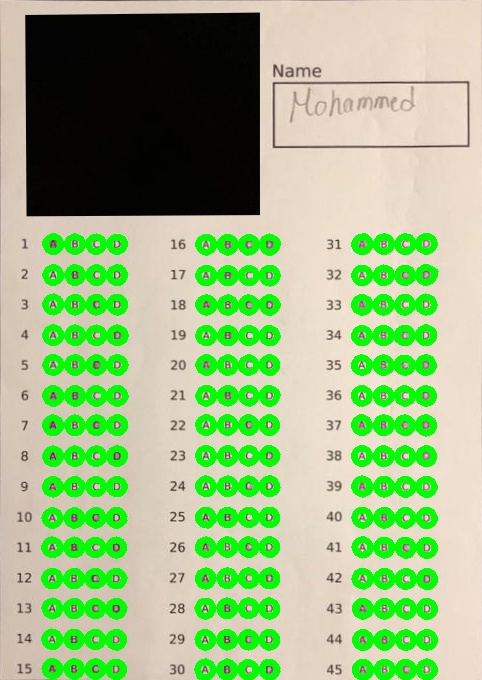 Name
Mohammed
1 A B C D 16 A B C D 31 A B C D
2 A B C D 17 A B C D 32 A B C D
3 A B C D 18 A B C D 33 A B C D
4 A B C D 19 A B C D 34 A B C D
5 A B C D 20 A B C D 35 A B C D
6 A B C D 21 A B C D 36 A B C D
7 A B C D 22 A B C D 37 A B C D
8 A B C D 23 A B C D 38 A B C D
9 A B C D 24 A B C D 39 A B C D
10 A B C D 25 A B C D 40 A B C D
11 A B C D 26 A B C D 41 A B C D
12 A B C D 27 A B C D 42 A B C D
13 A B C D 28 A B C D 43 A B C D
14 A B C D 29 A B C D 44 A B C D
15 A B C D 30 A B C D 45 A B C D